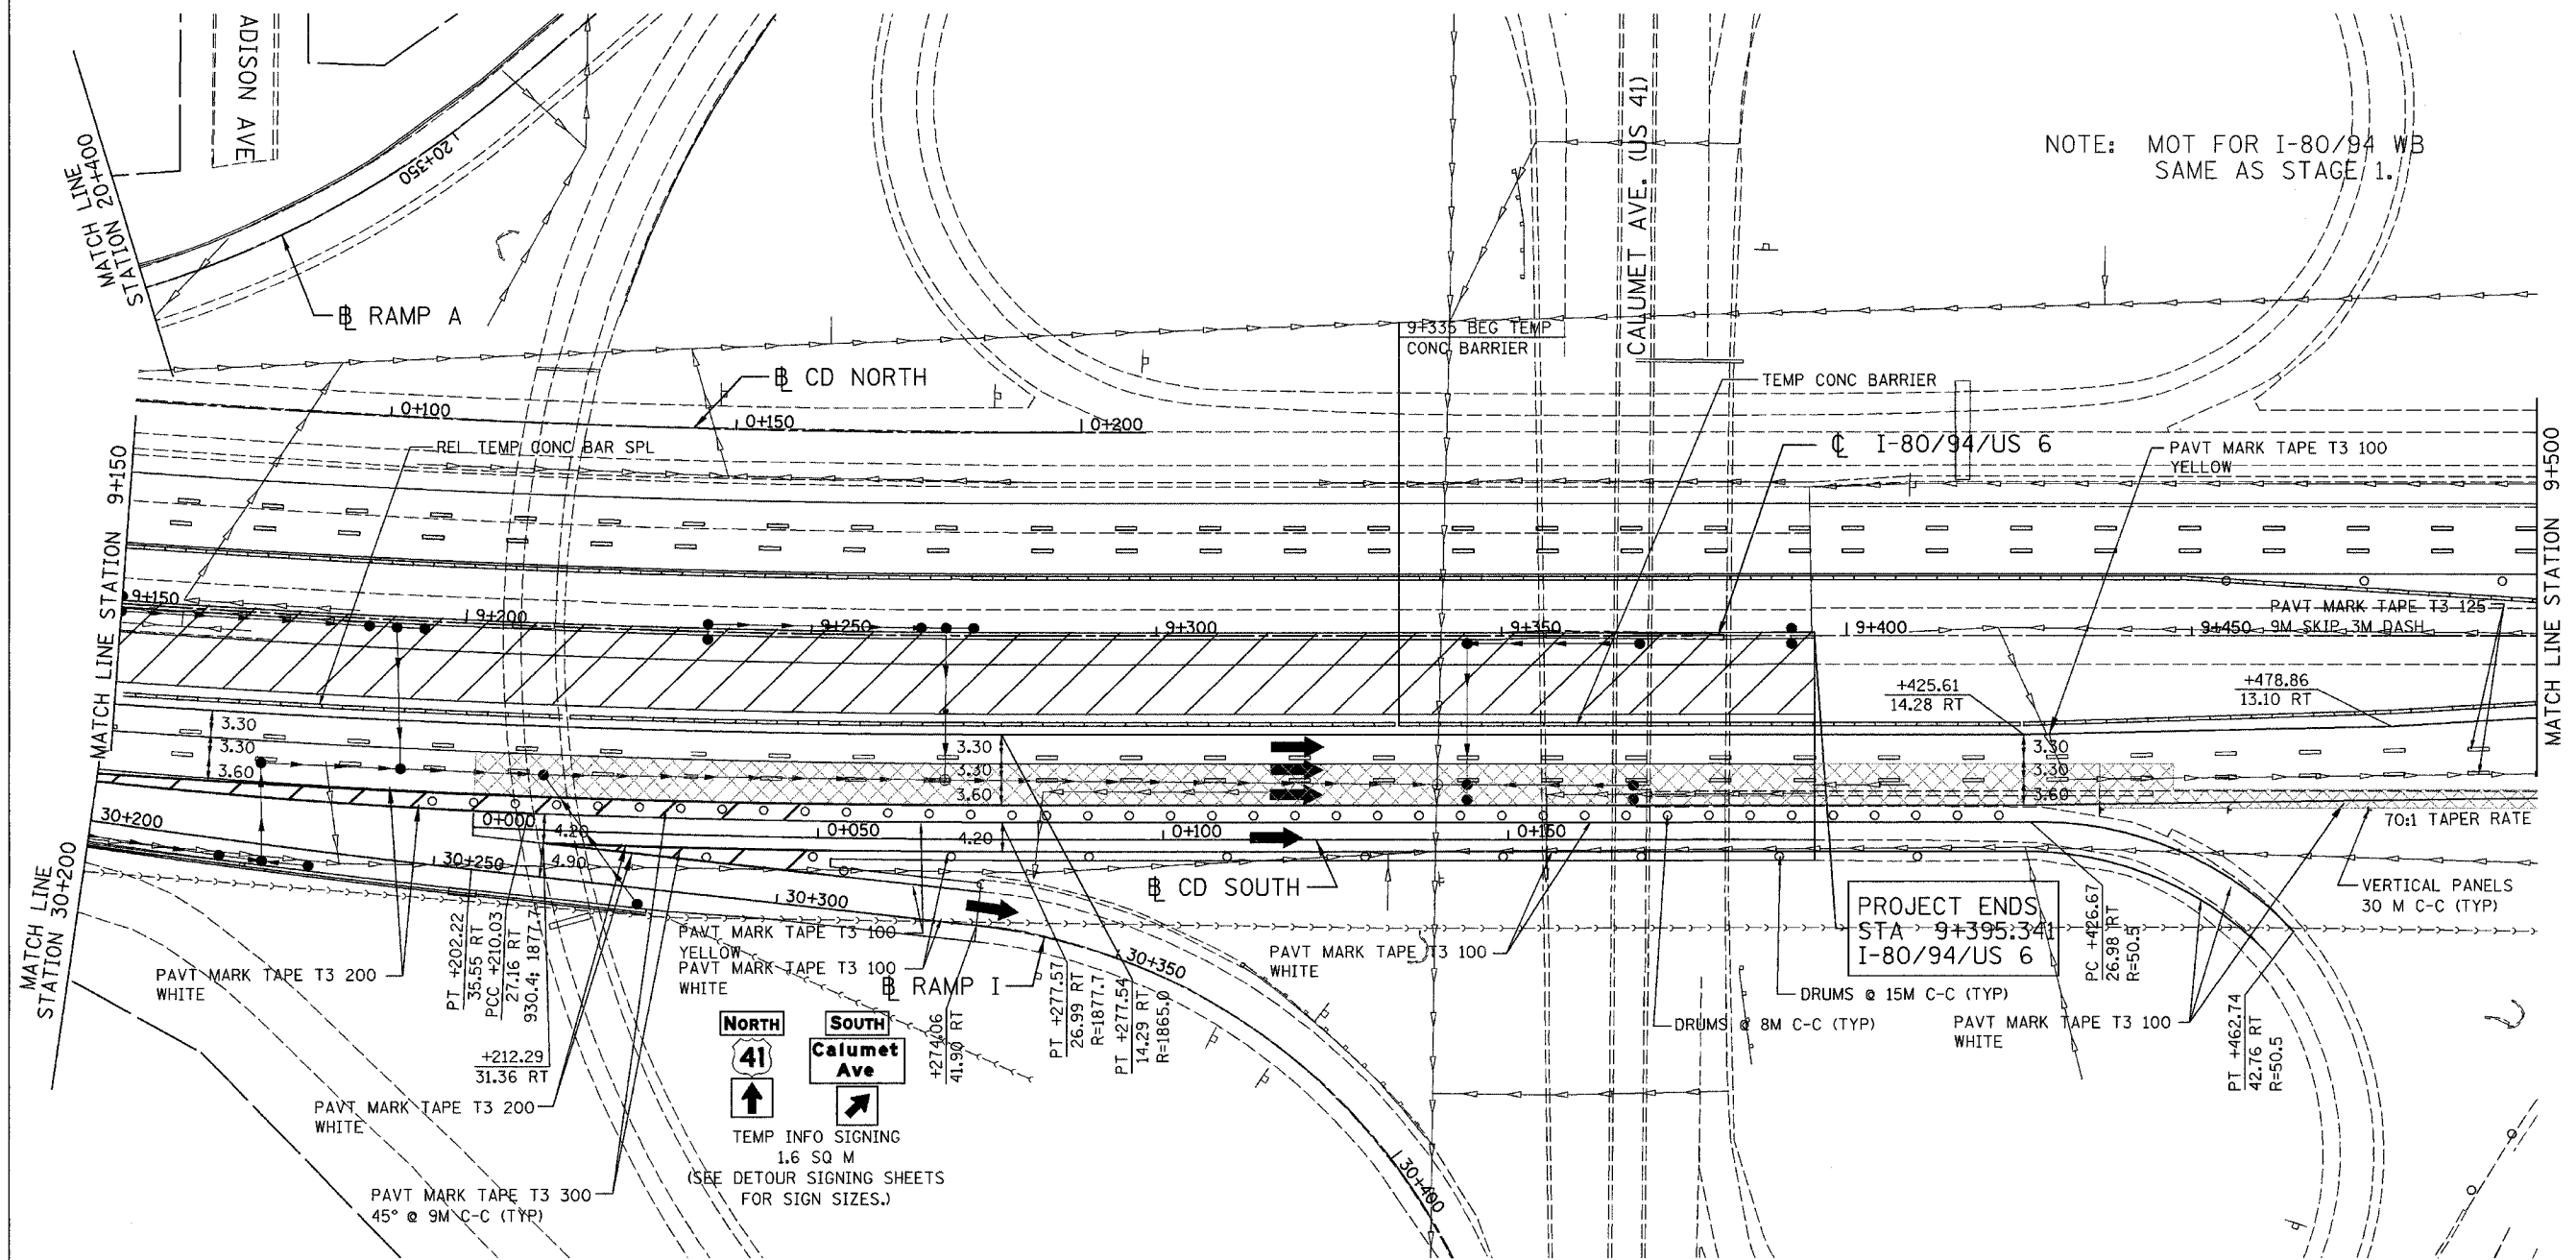 ADISON AVE
MATCH LINE
STATION 20+400
20+350
NOTE: MOT FOR I-80/94 WB
SAME AS STAGE 1.
CALUMET AVE. (US 41)
℄ RAMP A
9+335 BEG TEMP
CONC BARRIER
℄ CD NORTH
TEMP CONC BARRIER
0+100
0+150
0+200
REL TEMP CONC BAR SPL
℄ I-80/94/US 6
PAVT MARK TAPE T3 100
YELLOW
MATCH LINE STATION 9+150
MATCH LINE STATION 9+500
9+150
9+200
9+250
9+300
9+350
9+400
9+450
PAVT MARK TAPE T3 125
9M SKIP 3M DASH
+425.61
14.28 RT
+478.86
13.10 RT
3.30
3.30
3.60
3.30
3.30
3.60
3.30
3.30
3.60
30+200
0+000
4.20
0+050
4.20
0+100
0+150
70:1 TAPER RATE
30+250
4.90
30+300
℄ CD SOUTH
VERTICAL PANELS
30 M C-C (TYP)
MATCH LINE
STATION 30+200
PROJECT ENDS
STA 9+395.341
I-80/94/US 6
PAVT MARK TAPE T3 200
WHITE
PT +202.22
35.55 RT
PCC +210.03
27.16 RT
930.4; 1877.7
PAVT MARK TAPE T3 100
YELLOW
PAVT MARK TAPE T3 100
WHITE
℄ RAMP I
30+350
PAVT MARK TAPE T3 100
WHITE
PC +426.67
26.98 RT
R=50.5
DRUMS @ 15M C-C (TYP)
DRUMS @ 8M C-C (TYP)
PAVT MARK TAPE T3 100
WHITE
+274.06
41.90 RT
PT +277.57
26.99 RT
R=1877.7
PT +277.54
14.29 RT
R=1865.0
PT +462.74
42.76 RT
R=50.5
NORTH
41
SOUTH
Calumet
Ave
+212.29
31.36 RT
PAVT MARK TAPE T3 200
WHITE
TEMP INFO SIGNING
1.6 SQ M
(SEE DETOUR SIGNING SHEETS
FOR SIGN SIZES.)
30+400
PAVT MARK TAPE T3 300
45° @ 9M C-C (TYP)